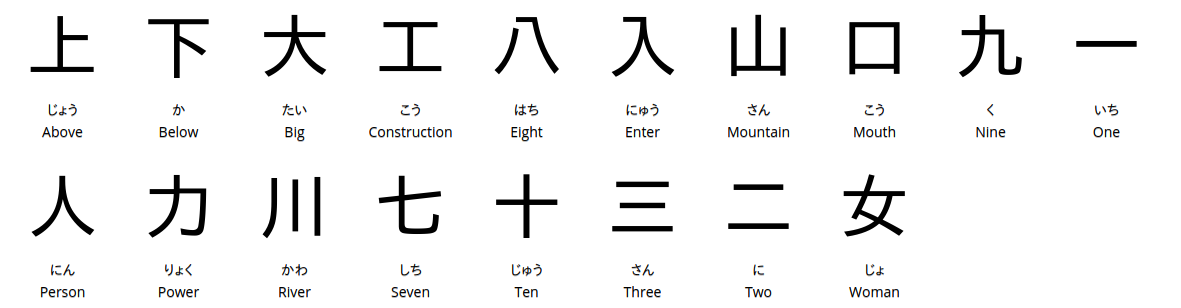 上 下 大 工 八 入 山 口 九 一
じょう か たい こう はち にゅう さん こう く いち
Above Below Big Construction Eight Enter Mountain Mouth Nine One
人 力 川 七 十 三 二 女
にん りょく かわ しち じゅう さん に じょ
Person Power River Seven Ten Three Two Woman